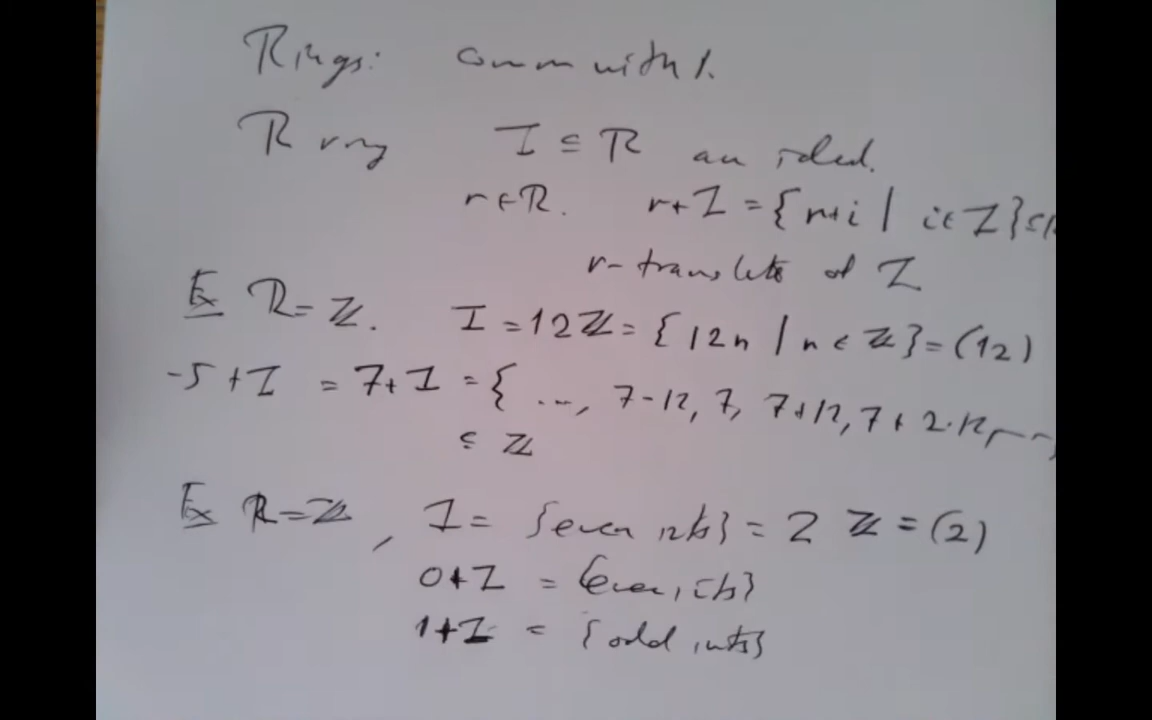 Rings: comm with 1.
R ring I ⊆ R an ideal.
r ∈ R. r+I = {r+i | i ∈ I} ⊆
r-translate of I
Ex R = ℤ. I = 12ℤ = {12n | n ∈ ℤ} = (12)
-5+I = 7+I = { ..., 7-12, 7, 7+12, 7+2·12, ...
⊆ ℤ
Ex R = ℤ, I = {even ints} = 2ℤ = (2)
0+I = {even ints}
1+I = {odd ints}